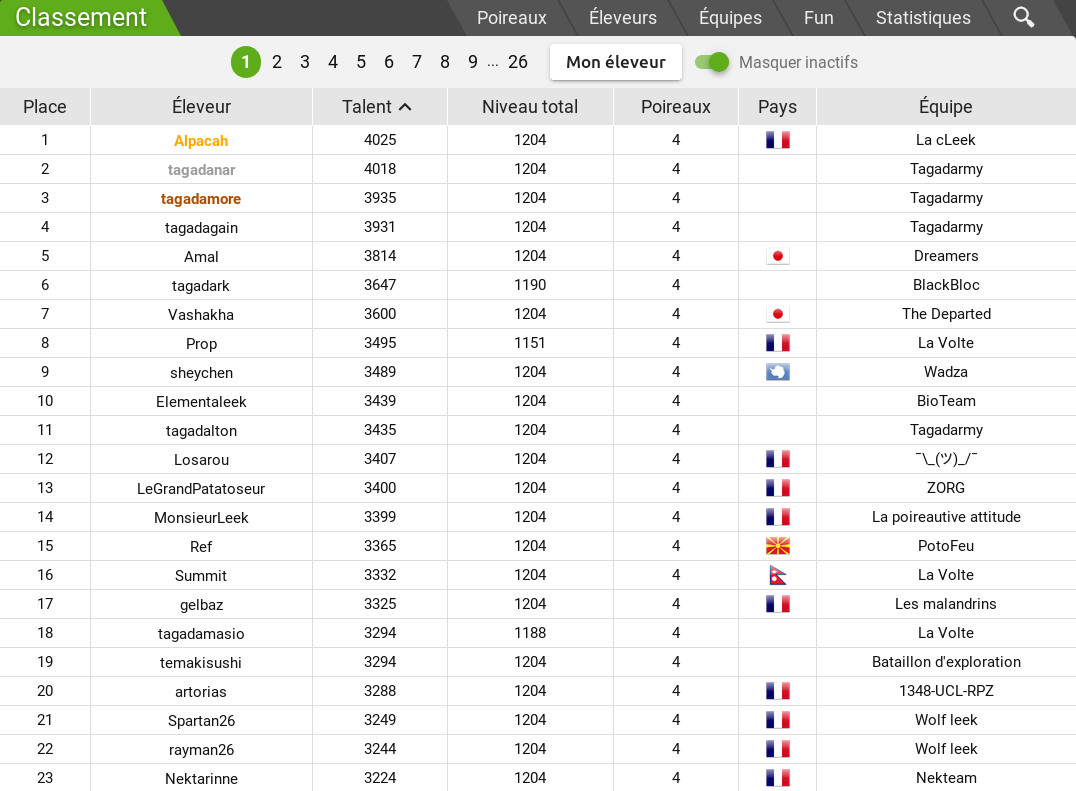 Classement Poireaux Éleveurs Équipes Fun Statistiques
1 2 3 4 5 6 7 8 9 ... 26 Mon éleveur Masquer inactifs
Place Éleveur Talent Niveau total Poireaux Pays Équipe
1 Alpacah 4025 1204 4 La cLeek
2 tagadanar 4018 1204 4 Tagadarmy
3 tagadamore 3935 1204 4 Tagadarmy
4 tagadagain 3931 1204 4 Tagadarmy
5 Amal 3814 1204 4 Dreamers
6 tagadark 3647 1190 4 BlackBloc
7 Vashakha 3600 1204 4 The Departed
8 Prop 3495 1151 4 La Volte
9 sheychen 3489 1204 4 Wadza
10 Elementaleek 3439 1204 4 BioTeam
11 tagadalton 3435 1204 4 Tagadarmy
12 Losarou 3407 1204 4 ¯\_(ツ)_/¯
13 LeGrandPatatoseur 3400 1204 4 ZORG
14 MonsieurLeek 3399 1204 4 La poireautive attitude
15 Ref 3365 1204 4 PotoFeu
16 Summit 3332 1204 4 La Volte
17 gelbaz 3325 1204 4 Les malandrins
18 tagadamasio 3294 1188 4 La Volte
19 temakisushi 3294 1204 4 Bataillon d'exploration
20 artorias 3288 1204 4 1348-UCL-RPZ
21 Spartan26 3249 1204 4 Wolf leek
22 rayman26 3244 1204 4 Wolf leek
23 Nektarinne 3224 1204 4 Nekteam